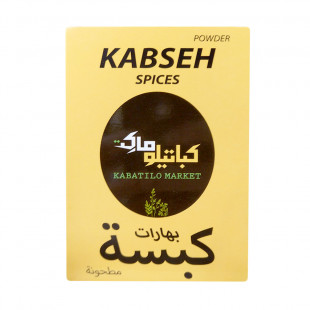 POWDER
KABSEH
SPICES
كباتيلو ماركت
KABATILO MARKET
بهارات
كبسة
مطحونة